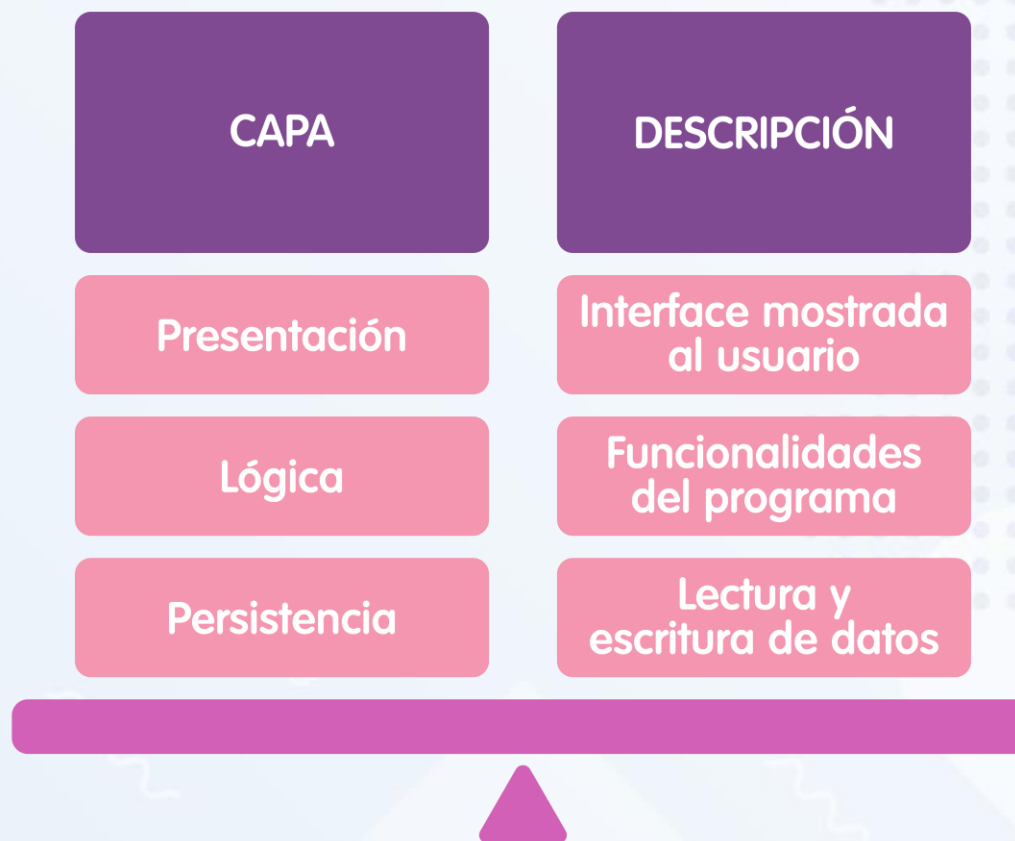 CAPA
DESCRIPCIÓN
Presentación
Interface mostrada
al usuario
Lógica
Funcionalidades
del programa
Persistencia
Lectura y
escritura de datos